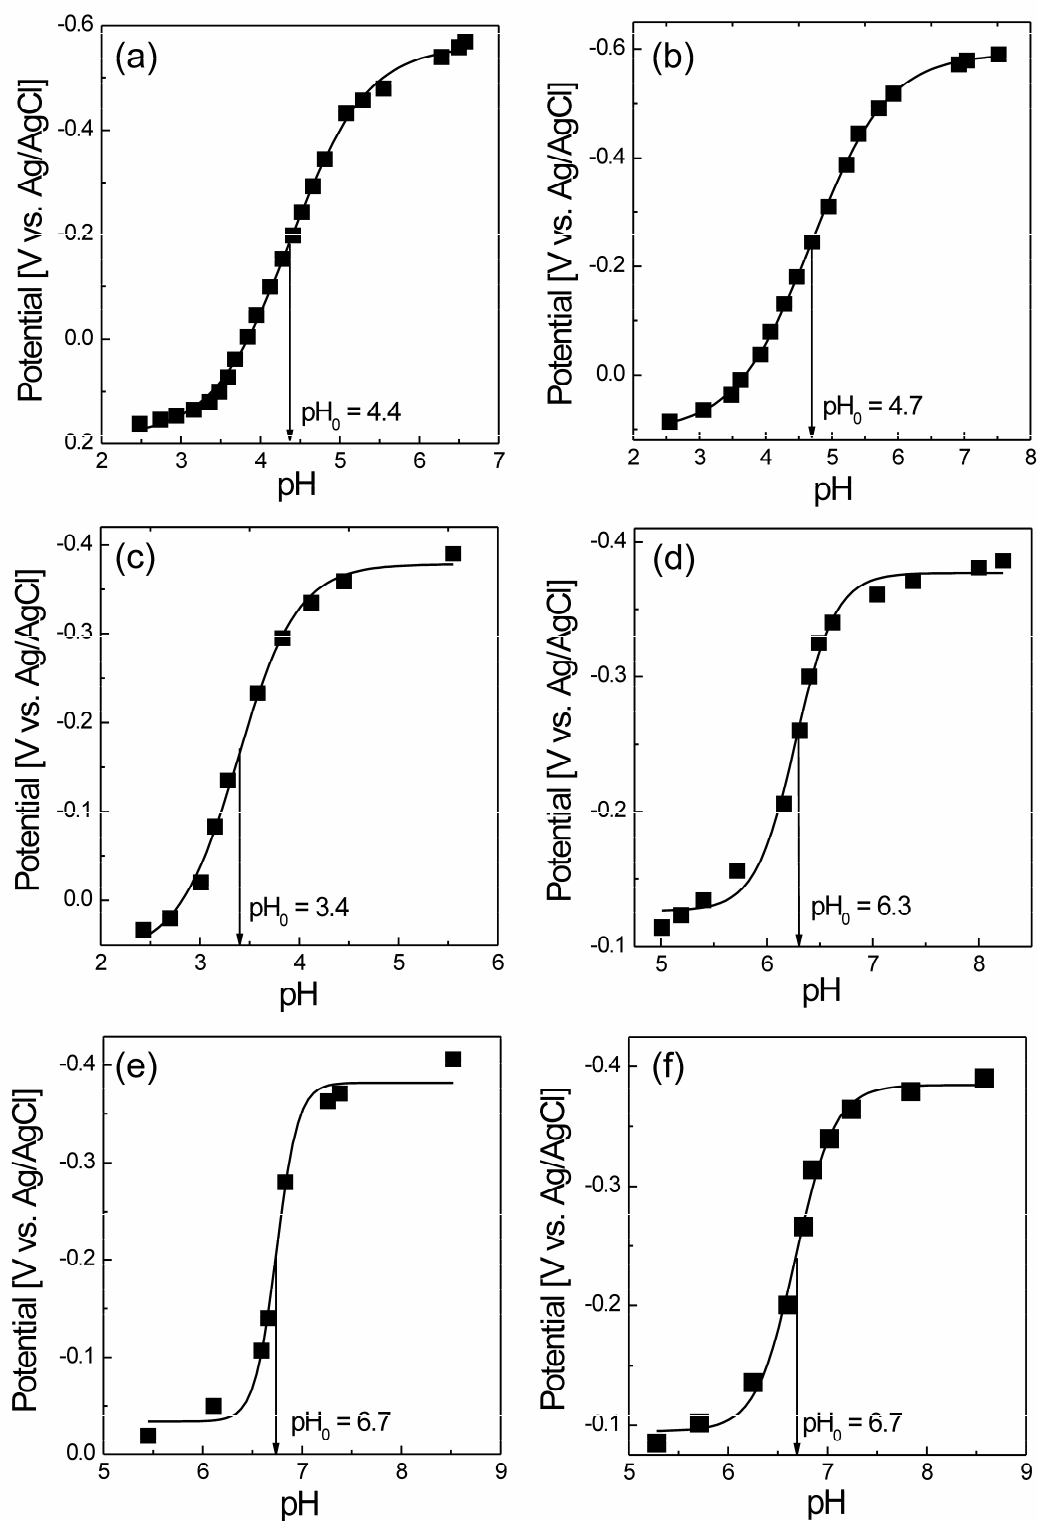 (a)
Potential [V vs. Ag/AgCl]
-0.6
-0.4
-0.2
0.0
0.2
pH₀ = 4.4
2 3 4 5 6 7
pH
(b)
Potential [V vs. Ag/AgCl]
-0.6
-0.4
-0.2
0.0
pH₀ = 4.7
2 3 4 5 6 7 8
pH
(c)
Potential [V vs. Ag/AgCl]
-0.4
-0.3
-0.2
-0.1
0.0
pH₀ = 3.4
2 3 4 5 6
pH
(d)
Potential [V vs. Ag/AgCl]
-0.4
-0.3
-0.2
-0.1
pH₀ = 6.3
5 6 7 8
pH
(e)
Potential [V vs. Ag/AgCl]
-0.4
-0.3
-0.2
-0.1
0.0
pH₀ = 6.7
5 6 7 8 9
pH
(f)
Potential [V vs. Ag/AgCl]
-0.4
-0.3
-0.2
-0.1
pH₀ = 6.7
5 6 7 8 9
pH